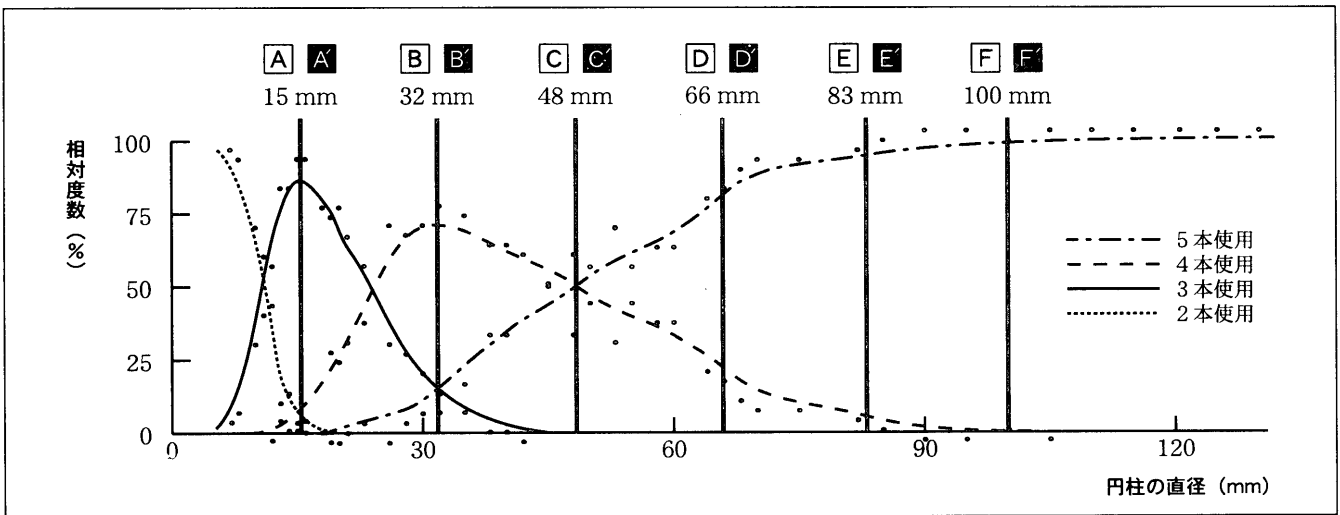 A A′ B B′ C C′ D D′ E E′ F F′
15 mm 32 mm 48 mm 66 mm 83 mm 100 mm
相対度数（%）
100
75
50
25
0
5 本使用
4 本使用
3 本使用
2 本使用
0 30 60 90 120
円柱の直径（mm）